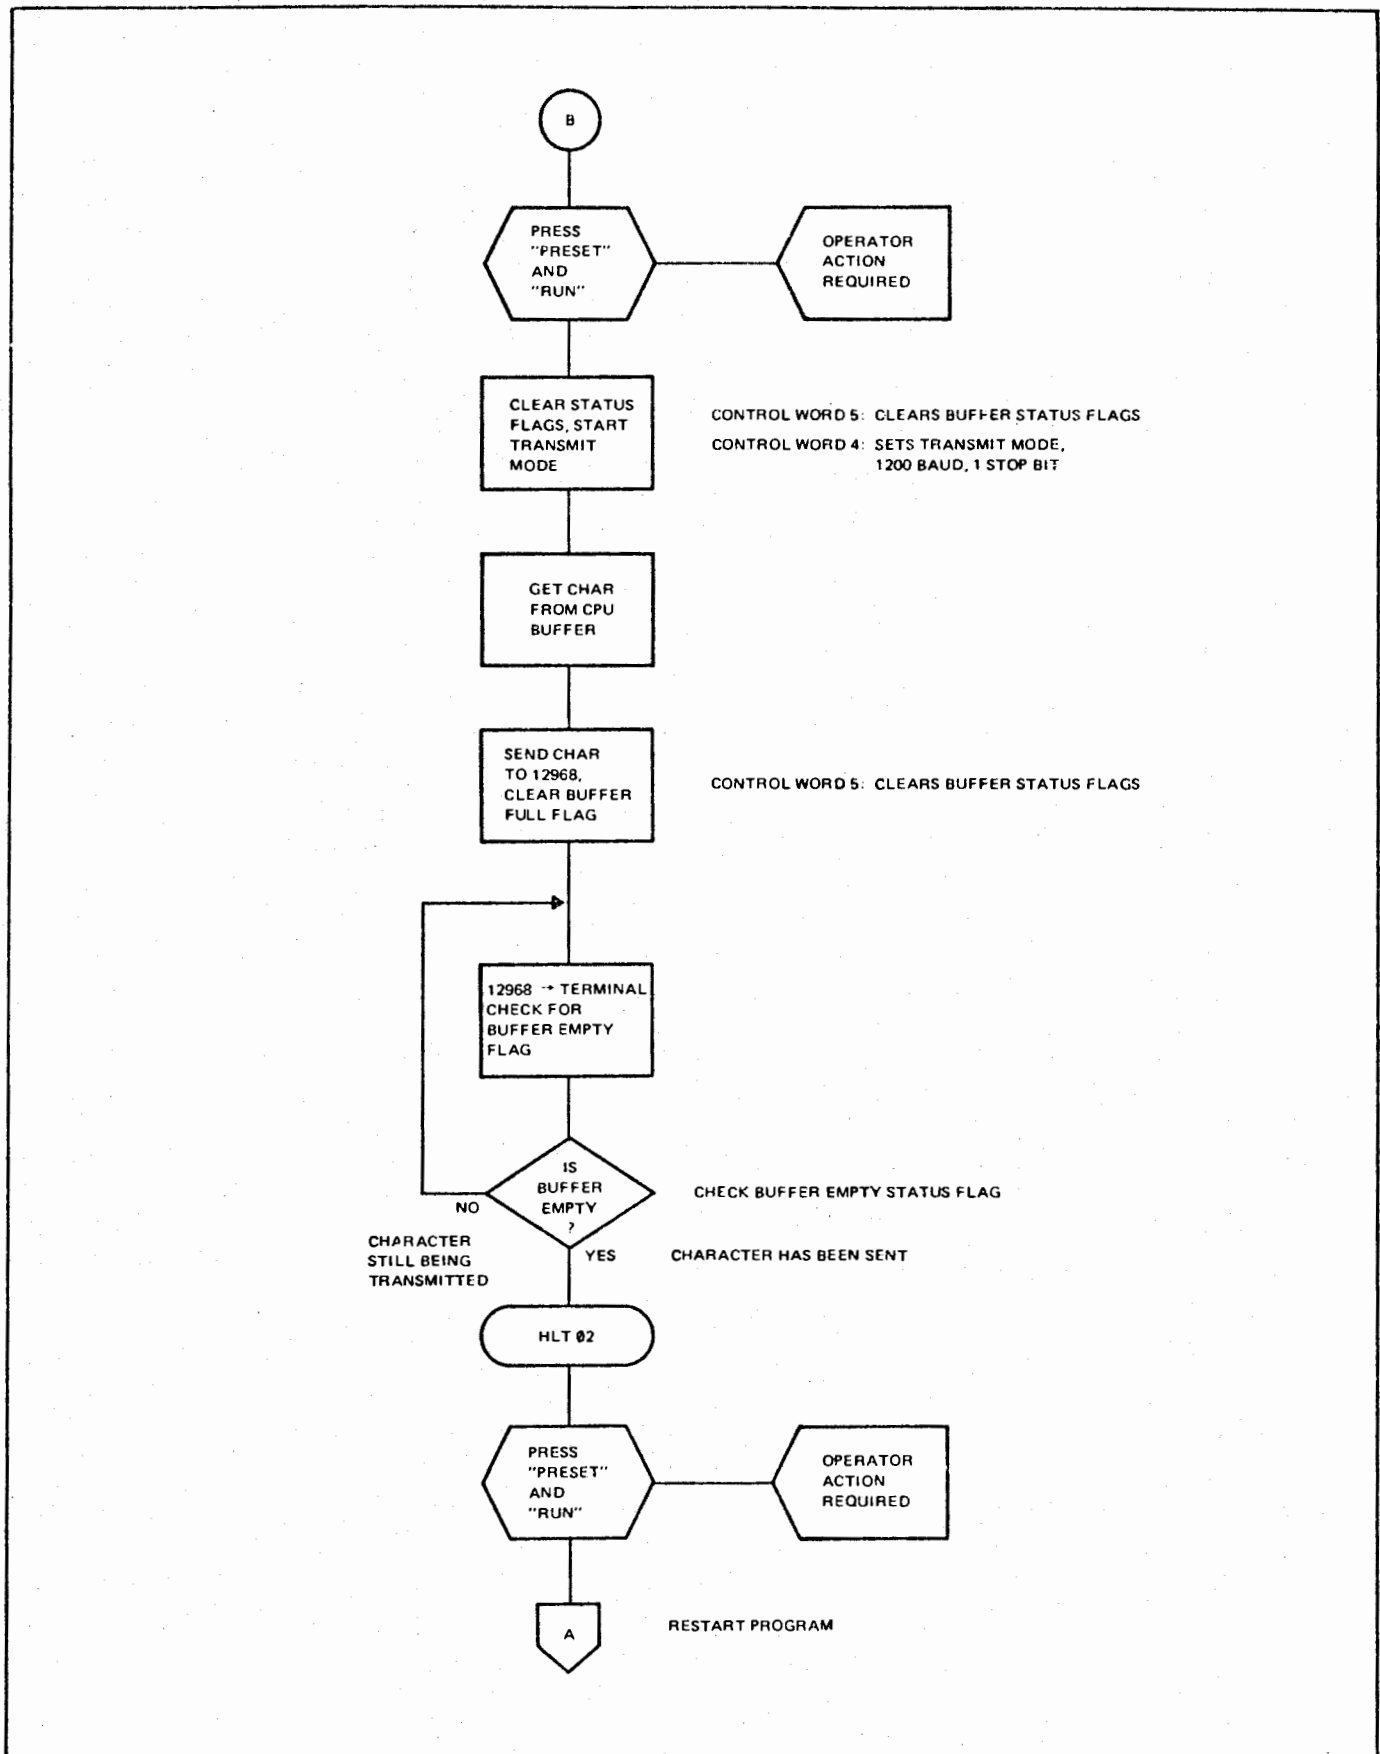 B
PRESS
"PRESET"
AND
"RUN"
OPERATOR
ACTION
REQUIRED
CLEAR STATUS
FLAGS, START
TRANSMIT
MODE
CONTROL WORD 5: CLEARS BUFFER STATUS FLAGS
CONTROL WORD 4: SETS TRANSMIT MODE,
1200 BAUD, 1 STOP BIT
GET CHAR
FROM CPU
BUFFER
SEND CHAR
TO 12968,
CLEAR BUFFER
FULL FLAG
CONTROL WORD 5: CLEARS BUFFER STATUS FLAGS
12968 → TERMINAL
CHECK FOR
BUFFER EMPTY
FLAG
IS
BUFFER
EMPTY
?
CHECK BUFFER EMPTY STATUS FLAG
NO
CHARACTER
STILL BEING
TRANSMITTED
YES
CHARACTER HAS BEEN SENT
HLT 02
PRESS
"PRESET"
AND
"RUN"
OPERATOR
ACTION
REQUIRED
A
RESTART PROGRAM